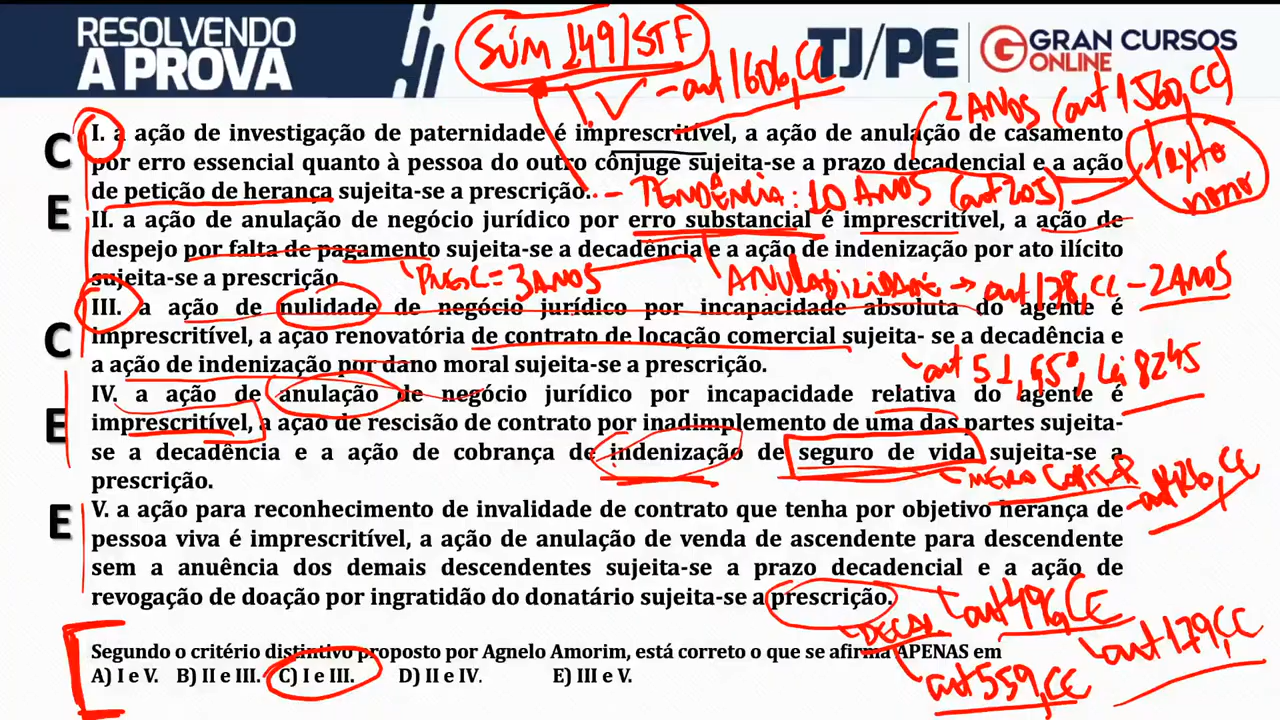 RESOLVENDO
A PROVA
SÚM 149/STF
TJ/PE
GRAN CURSOS
ONLINE
IV - art 1606, CC
2 ANOS (art 1560, CC)
C
I. a ação de investigação de paternidade é imprescritível, a ação de anulação de casamento
por erro essencial quanto à pessoa do outro cônjuge sujeita-se a prazo decadencial e a ação
de petição de herança sujeita-se a prescrição.
- TENDÊNCIA: 10 ANOS (art 205)
texto
E
II. a ação de anulação de negócio jurídico por erro substancial é imprescritível, a ação de
despejo por falta de pagamento sujeita-se a decadência e a ação de indenização por ato ilícito
sujeita-se a prescrição.
PRESC = 3 ANOS
ANULABILIDADE → art 178, CC - 2 ANOS
III. a ação de nulidade de negócio jurídico por incapacidade absoluta do agente é
C
imprescritível, a ação renovatória de contrato de locação comercial sujeita- se a decadência e
a ação de indenização por dano moral sujeita-se a prescrição.
art 51, §5º, Lei 8245
IV. a ação de anulação de negócio jurídico por incapacidade relativa do agente é
E
imprescritível, a ação de rescisão de contrato por inadimplemento de uma das partes sujeita-
se a decadência e a ação de cobrança de indenização de seguro de vida sujeita-se a
prescrição.
art 426, CC
E
V. a ação para reconhecimento de invalidade de contrato que tenha por objetivo herança de
pessoa viva é imprescritível, a ação de anulação de venda de ascendente para descendente
sem a anuência dos demais descendentes sujeita-se a prazo decadencial e a ação de
revogação de doação por ingratidão do donatário sujeita-se a prescrição.
art 496, CC
DECAD.
art 179, CC
Segundo o critério distintivo proposto por Agnelo Amorim, está correto o que se afirma APENAS em
A) I e V. B) II e III. C) I e III. D) II e IV. E) III e V.
art 559, CC